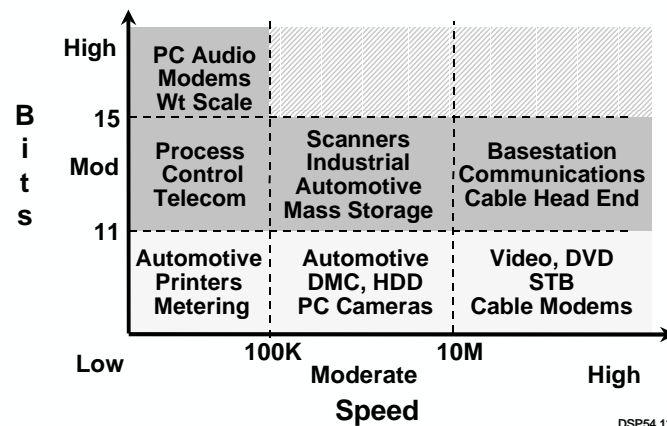 High
PC Audio
Modems
Wt Scale
B
i
t
s
15
Mod
Process
Control
Telecom
Scanners
Industrial
Automotive
Mass Storage
Basestation
Communications
Cable Head End
11
Automotive
Printers
Metering
Automotive
DMC, HDD
PC Cameras
Video, DVD
STB
Cable Modems
Low
100K
Moderate
10M
High
Speed